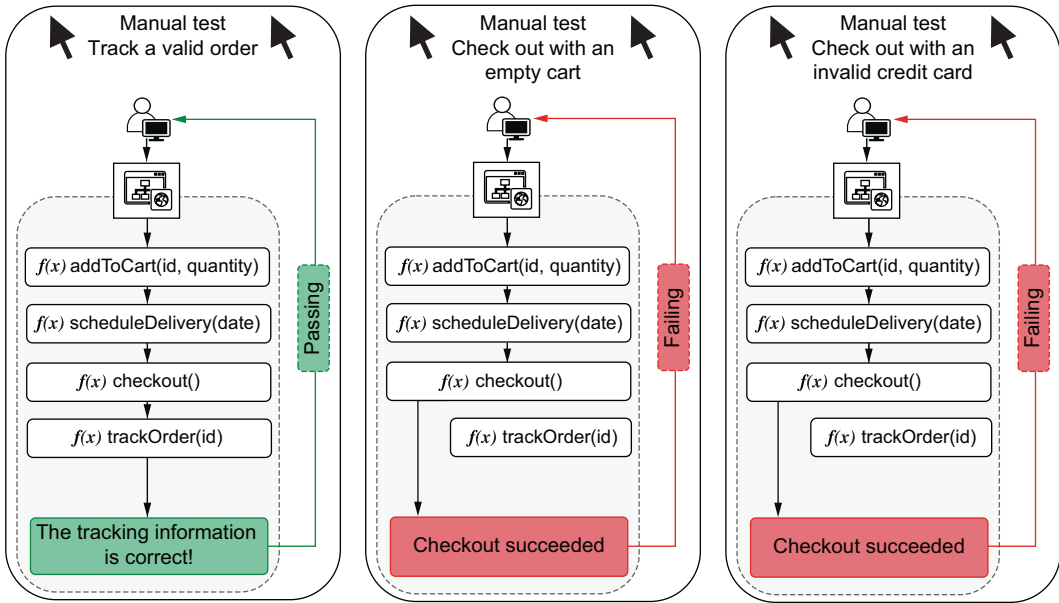 Manual test
Track a valid order
f(x) addToCart(id, quantity)
f(x) scheduleDelivery(date)
f(x) checkout()
f(x) trackOrder(id)
The tracking information
is correct!
Passing
Manual test
Check out with an
empty cart
f(x) addToCart(id, quantity)
f(x) scheduleDelivery(date)
f(x) checkout()
f(x) trackOrder(id)
Checkout succeeded
Failing
Manual test
Check out with an
invalid credit card
f(x) addToCart(id, quantity)
f(x) scheduleDelivery(date)
f(x) checkout()
f(x) trackOrder(id)
Checkout succeeded
Failing